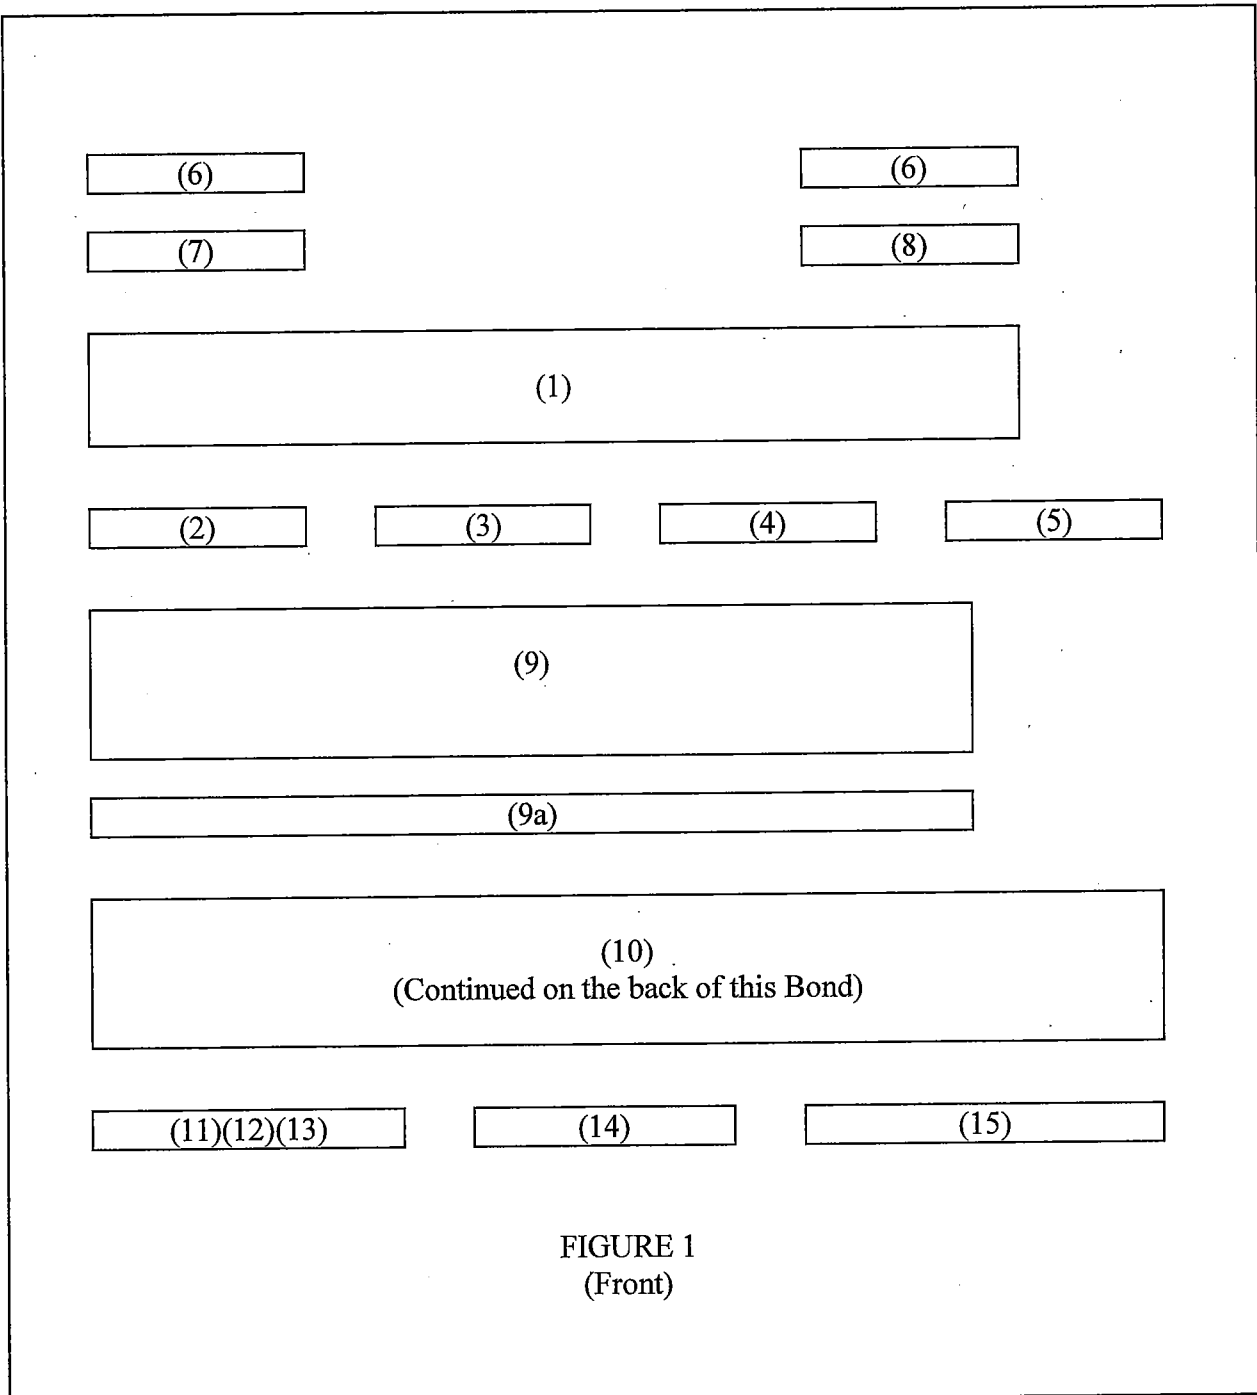 (6) (6)
(7) (8)
(1)
(2) (3) (4) (5)
(9)
(9a)
(10)
(Continued on the back of this Bond)
(11)(12)(13) (14) (15)
FIGURE 1
(Front)